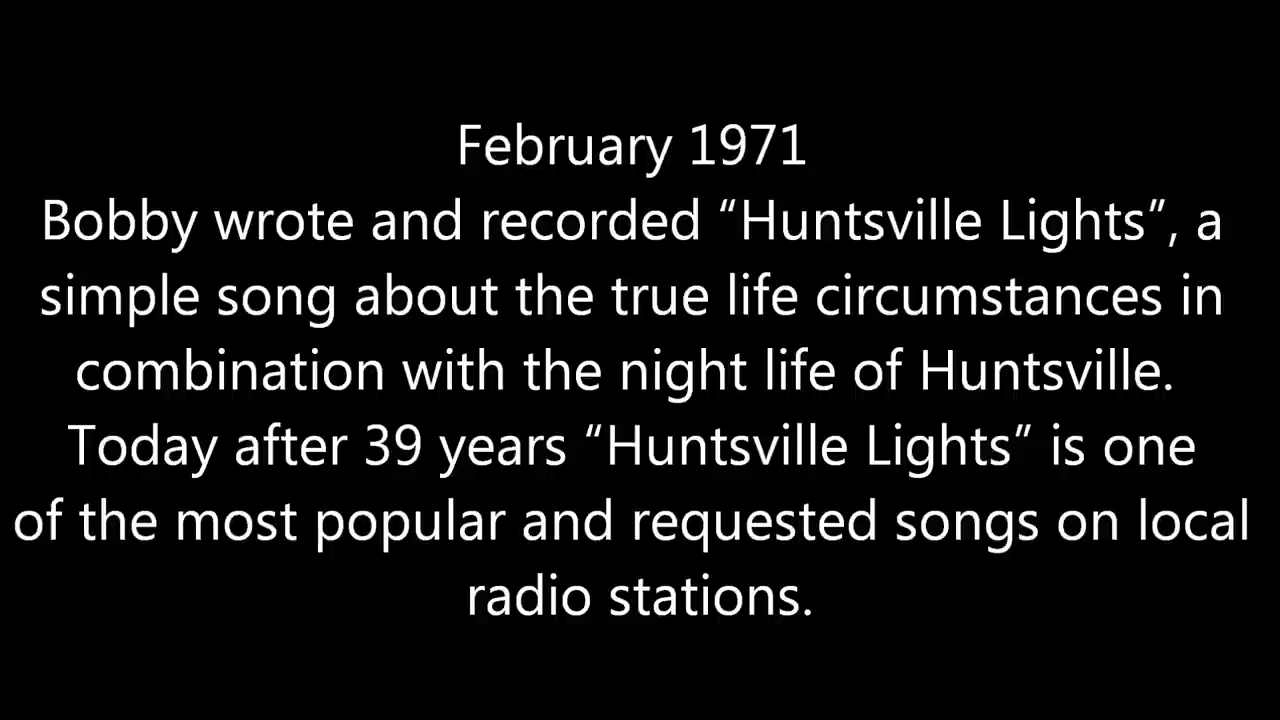 February 1971
Bobby wrote and recorded “Huntsville Lights”, a
simple song about the true life circumstances in
combination with the night life of Huntsville.
Today after 39 years “Huntsville Lights” is one
of the most popular and requested songs on local
radio stations.